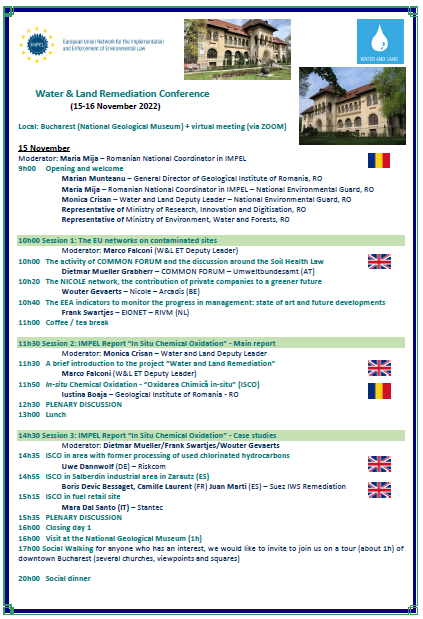 IMPEL
European Union Network for the Implementation
and Enforcement of Environmental Law
WATER AND LAND
Water & Land Remediation Conference
(15-16 November 2022)
Local: Bucharest (National Geological Museum) + virtual meeting (via ZOOM)
15 November
Moderator: Maria Mija – Romanian National Coordinator in IMPEL
9h00 Opening and welcome
Marian Munteanu – General Director of Geological Institute of Romania, RO
Maria Mija – Romanian National Coordinator in IMPEL – National Environmental Guard, RO
Monica Crisan – Water and Land Deputy Leader – National Environmental Guard, RO
Representative of Ministry of Research, Innovation and Digitisation, RO
Representative of Ministry of Environment, Water and Forests, RO
10h00 Session 1: The EU networks on contaminated sites
Moderator: Marco Falconi (W&L ET Deputy Leader)
10h00 The activity of COMMON FORUM and the discussion around the Soil Health Law
Dietmar Mueller Grabherr – COMMON FORUM – Umweltbundesamt (AT)
10h20 The NICOLE network, the contribution of private companies to a greener future
Wouter Gevaerts – Nicole – Arcadis (BE)
10h40 The EEA indicators to monitor the progress in management: state of art and future developments
Frank Swartjes – EIONET – RIVM (NL)
11h00 Coffee / tea break
11h30 Session 2: IMPEL Report "In Situ Chemical Oxidation" - Main report
Moderator: Monica Crisan – Water and Land Deputy Leader
11h30 A brief introduction to the project "Water and Land Remediation"
Marco Falconi (W&L ET Deputy Leader)
11h50 In-situ Chemical Oxidation - "Oxidarea Chimică in-situ" (ISCO)
Iustina Boaja – Geological Institute of Romania - RO
12h30 PLENARY DISCUSSION
13h00 Lunch
14h30 Session 3: IMPEL Report "In Situ Chemical Oxidation" - Case studies
Moderator: Dietmar Mueller/Frank Swartjes/Wouter Gevaerts
14h35 ISCO in area with former processing of used chlorinated hydrocarbons
Uwe Dannwolf (DE) – Riskcom
14h55 ISCO in Salberdin industrial area in Zarautz (ES)
Boris Devic Bessaget, Camille Laurent (FR) Juan Marti (ES) – Suez IWS Remediation
15h15 ISCO in fuel retail site
Mara Dal Santo (IT) – Stantec
15h35 PLENARY DISCUSSION
16h00 Closing day 1
16h00 Visit at the National Geological Museum (1h)
17h00 Social Walking for anyone who has an interest, we would like to invite to join us on a tour (about 1h) of
downtown Bucharest (several churches, viewpoints and squares)
20h00 Social dinner